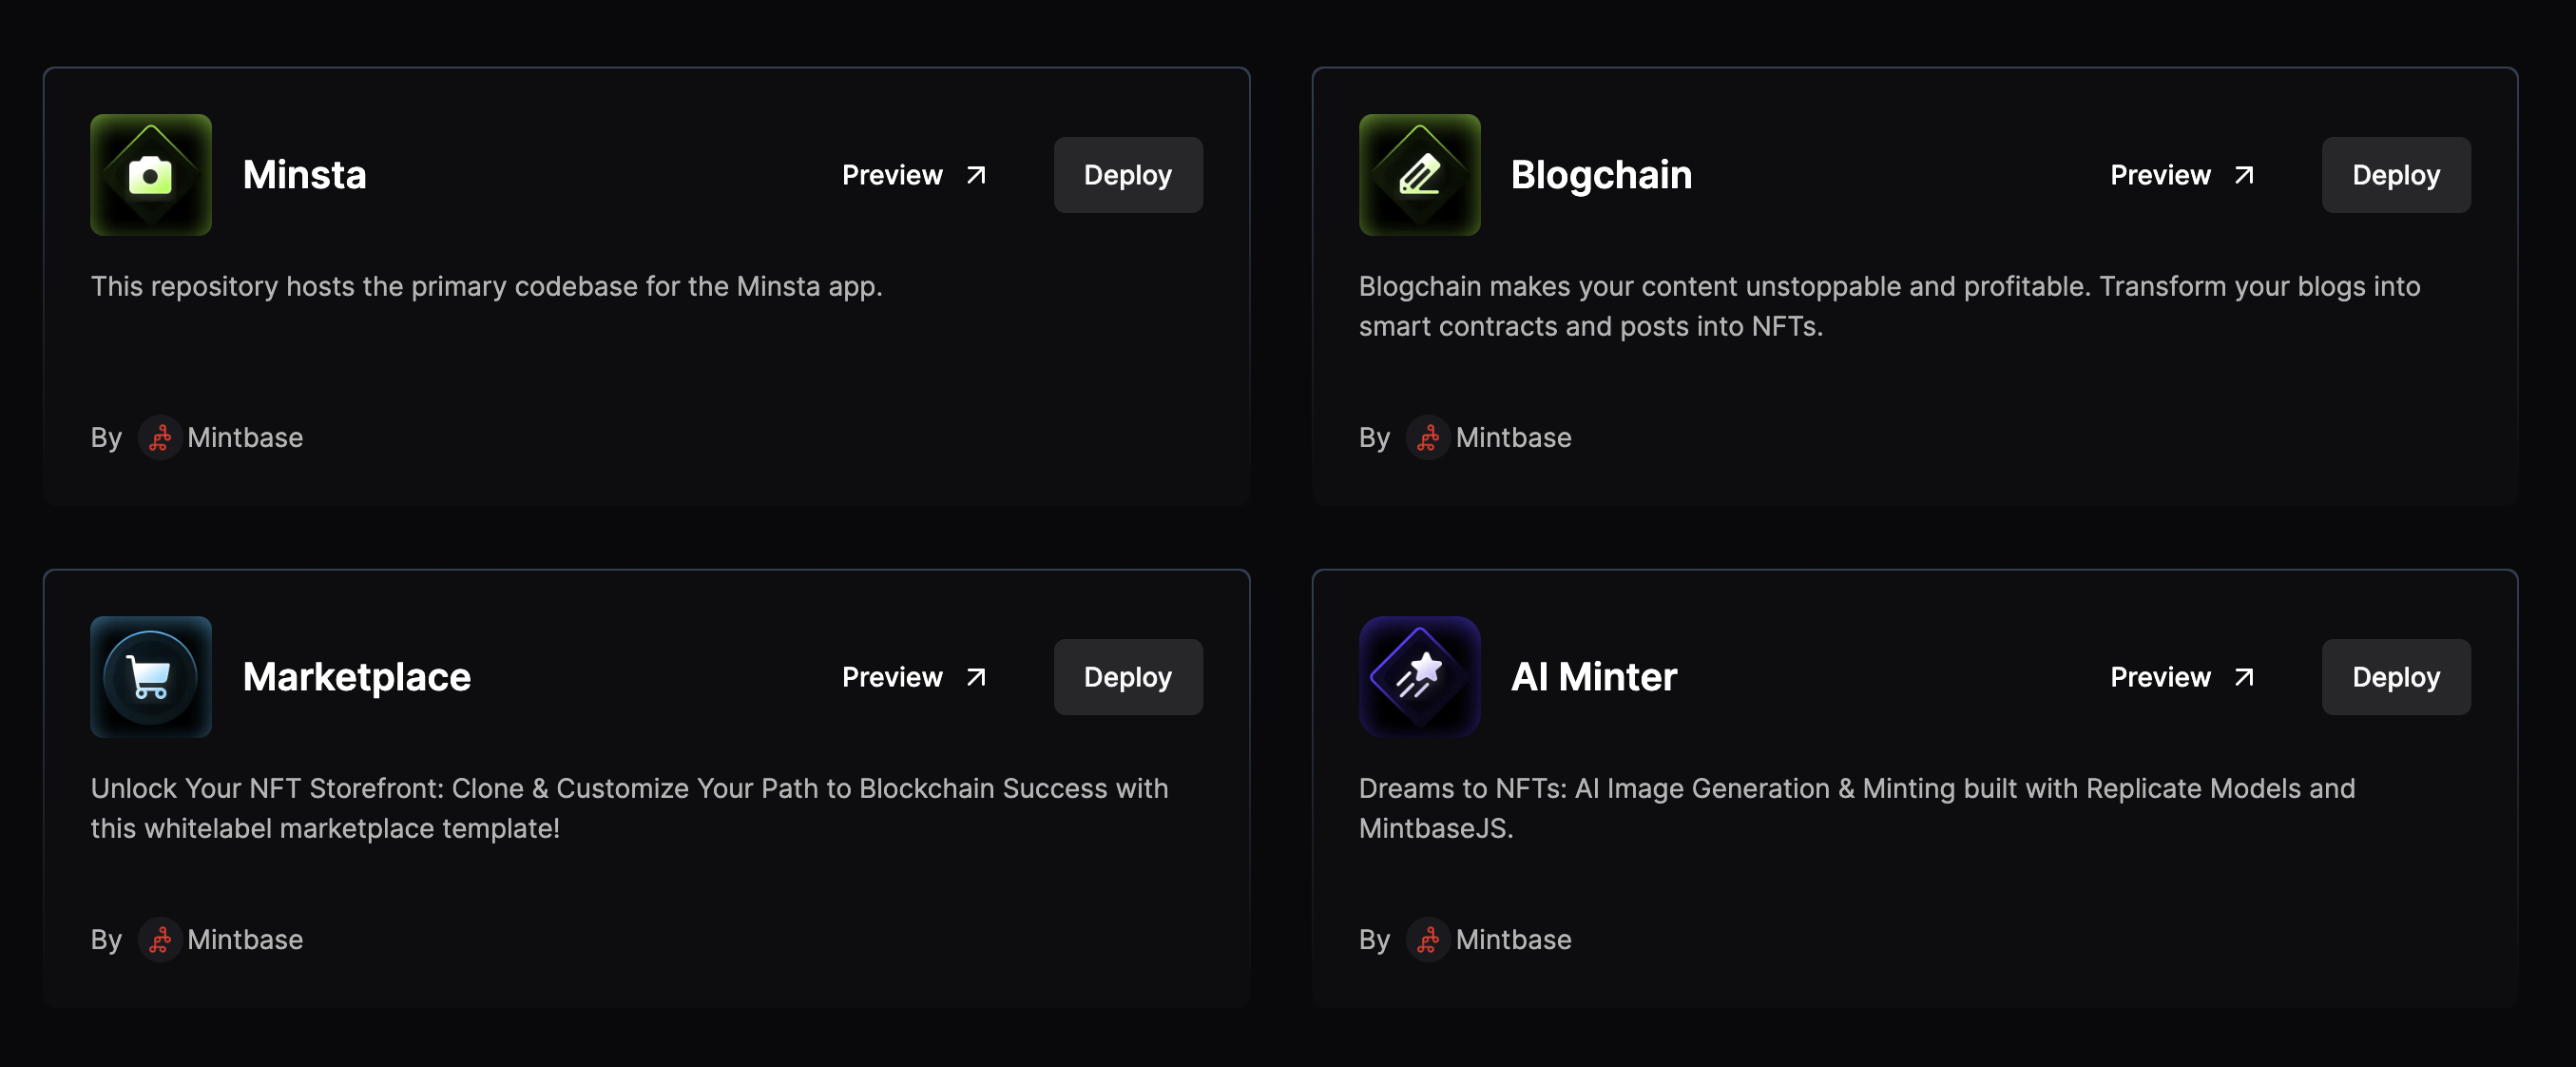 Minsta
Preview
Deploy
This repository hosts the primary codebase for the Minsta app.
By Mintbase
Blogchain
Preview
Deploy
Blogchain makes your content unstoppable and profitable. Transform your blogs into
smart contracts and posts into NFTs.
By Mintbase
Marketplace
Preview
Deploy
Unlock Your NFT Storefront: Clone & Customize Your Path to Blockchain Success with
this whitelabel marketplace template!
By Mintbase
AI Minter
Preview
Deploy
Dreams to NFTs: AI Image Generation & Minting built with Replicate Models and
MintbaseJS.
By Mintbase